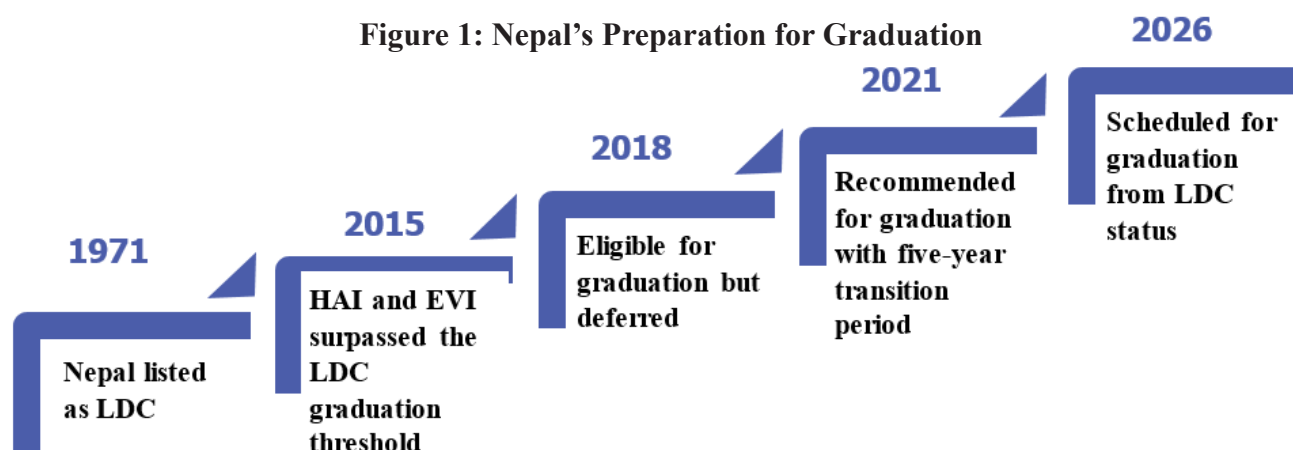 Figure 1: Nepal's Preparation for Graduation
1971
Nepal listed
as LDC
2015
HAI and EVI
surpassed the
LDC
graduation
threshold
2018
Eligible for
graduation but
deferred
2021
Recommended
for graduation
with five-year
transition
period
2026
Scheduled for
graduation
from LDC
status